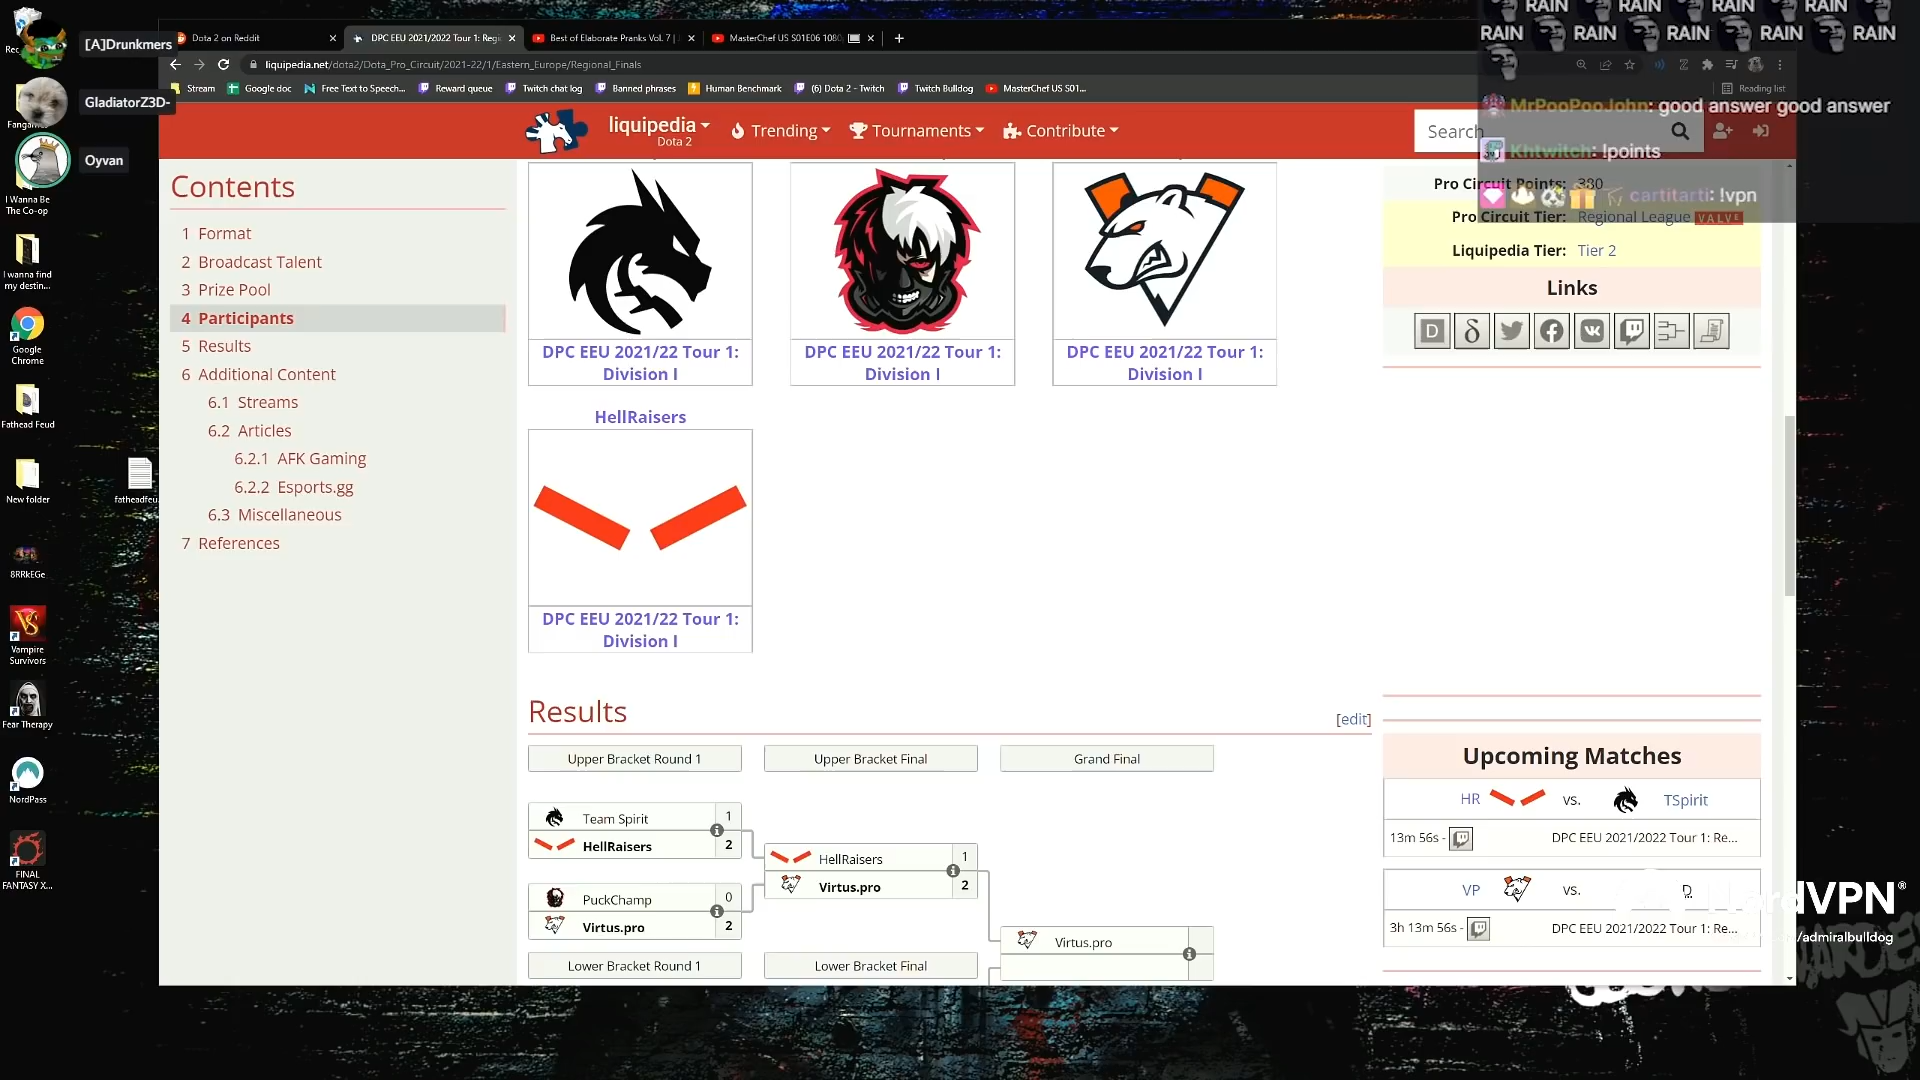 Dota 2 on Reddit
DPC EEU 2021/2022 Tour 1: Regi
Best of Elaborate Pranks Vol. 7 |
MasterChef US S01E06 1080
liquipedia.net/dota2/Dota_Pro_Circuit/2021-22/1/Eastern_Europe/Regional_Finals
Stream
Google doc
Free Text to Speech...
Reward queue
Twitch chat log
Banned phrases
Human Benchmark
(6) Dota 2 - Twitch
Twitch Bulldog
MasterChef US S01...
Reading list
RAIN RAIN RAIN RAIN
RAIN RAIN RAIN RAIN RAIN
MrPooPooJohn: good answer good answer
Khtwitch: !points
cartitarti: !vpn
[A]Drunkmers
GladiatorZ3D-
Oyvan
Rec
Fangam
I Wanna Be
The Co-op
I wanna find
my destin...
Google
Chrome
Fathead Feud
New folder
fatheadfeu
8RRkEGe
Vampire
Survivors
Fear Therapy
NordPass
FINAL
FANTASY X...
liquipedia
Dota 2
Trending
Tournaments
Contribute
Search
Contents
1 Format
2 Broadcast Talent
3 Prize Pool
4 Participants
5 Results
6 Additional Content
6.1 Streams
6.2 Articles
6.2.1 AFK Gaming
6.2.2 Esports.gg
6.3 Miscellaneous
7 References
DPC EEU 2021/22 Tour 1:
Division I
DPC EEU 2021/22 Tour 1:
Division I
DPC EEU 2021/22 Tour 1:
Division I
HellRaisers
DPC EEU 2021/22 Tour 1:
Division I
Results
[edit]
Upper Bracket Round 1
Upper Bracket Final
Grand Final
Team Spirit 1
HellRaisers 2
PuckChamp 0
Virtus.pro 2
HellRaisers 1
Virtus.pro 2
Virtus.pro
Lower Bracket Round 1
Lower Bracket Final
Pro Circuit Points: 380
Pro Circuit Tier: Regional League VALVE
Liquipedia Tier: Tier 2
Links
Upcoming Matches
HR vs. TSpirit
13m 56s - DPC EEU 2021/2022 Tour 1: Re...
VP vs.
3h 13m 56s - DPC EEU 2021/2022 Tour 1: Re...
NordVPN®
/admiralbulldog